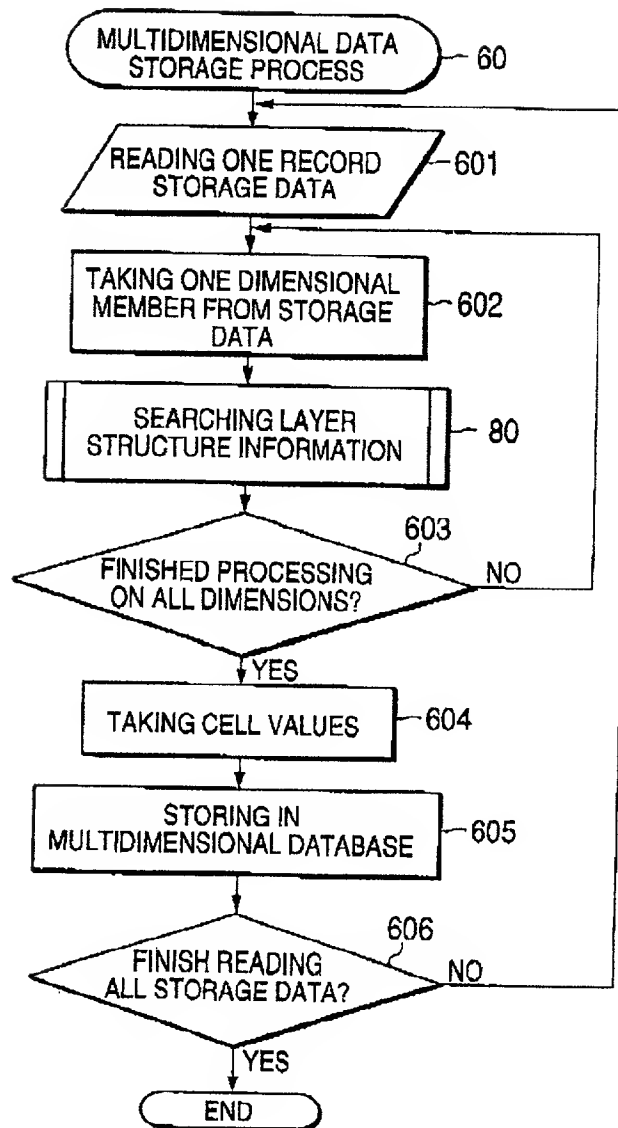 MULTIDIMENSIONAL DATA
STORAGE PROCESS
60
READING ONE RECORD
STORAGE DATA
601
TAKING ONE DIMENSIONAL
MEMBER FROM STORAGE
DATA
602
SEARCHING LAYER
STRUCTURE INFORMATION
80
603
FINISHED PROCESSING
ON ALL DIMENSIONS?
NO
YES
TAKING CELL VALUES
604
STORING IN
MULTIDIMENSIONAL DATABASE
605
606
FINISH READING
ALL STORAGE DATA?
NO
YES
END